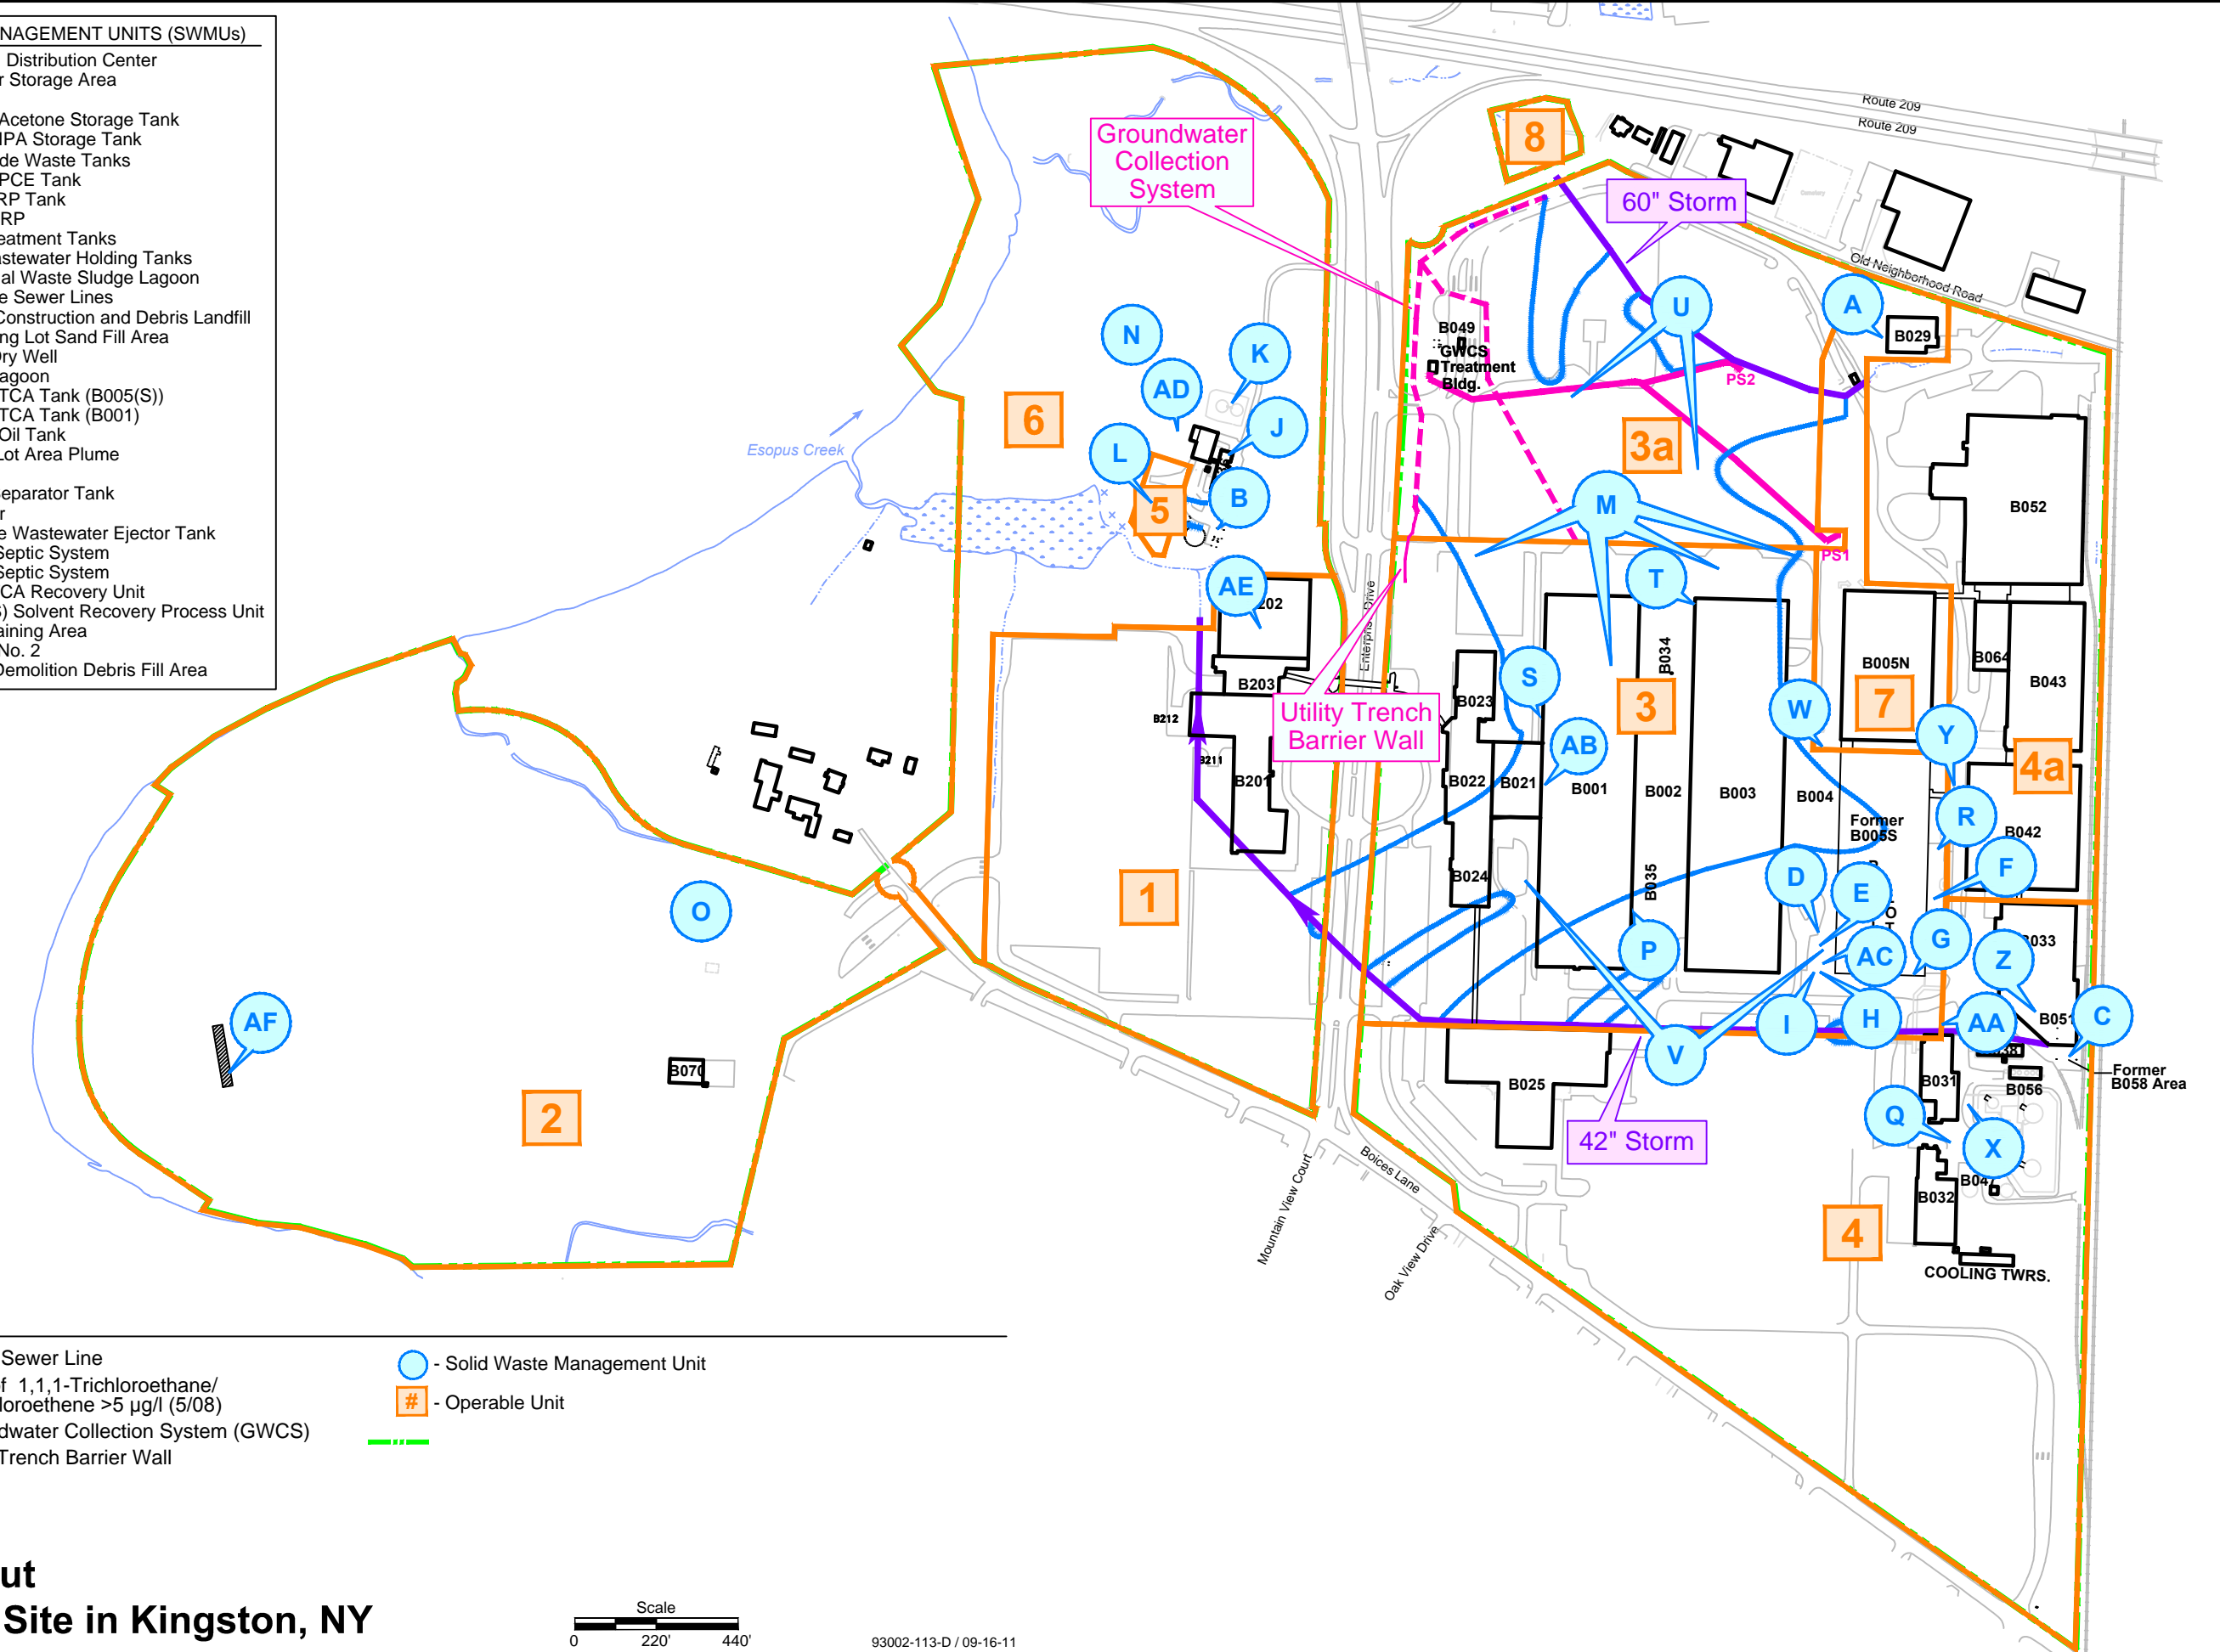 NAGEMENT UNITS (SWMUs)
Distribution Center
r Storage Area
Acetone Storage Tank
IPA Storage Tank
de Waste Tanks
PCE Tank
RP Tank
RP
eatment Tanks
astewater Holding Tanks
al Waste Sludge Lagoon
e Sewer Lines
Construction and Debris Landfill
ng Lot Sand Fill Area
Dry Well
agoon
TCA Tank (B005(S))
TCA Tank (B001)
Oil Tank
Lot Area Plume
Separator Tank
r
e Wastewater Ejector Tank
Septic System
Septic System
CA Recovery Unit
S) Solvent Recovery Process Unit
aining Area
No. 2
Demolition Debris Fill Area
Route 209
Route 209
Groundwater
Collection
System
8
60" Storm
Cemetery
Old Neighborhood Road
A
B029
U
B049
GWCS
Treatment
Bldg.
PS2
N
K
AD
6
J
L
Esopus Creek
5
B
3a
M
B052
PS1
T
AE
202
Enterprise Drive
B034
B005N
B064
B043
B203
B212
S
B023
3
7
W
Y
Utility Trench
Barrier Wall
AB
4a
B211
B201
B022
B021
B001
B002
B003
B004
R
Former
B005S
B042
F
B024
B035
D
E
1
O
G
P
AC
B033
Z
AF
I
H
AA
B051
C
V
B038
B070
B025
B031
B056
Former
B058 Area
2
Q
42" Storm
X
Mountain View Court
Boices Lane
B047
B032
4
Oak View Drive
COOLING TWRS.
Sewer Line
f 1,1,1-Trichloroethane/
loroethene >5 µg/l (5/08)
dwater Collection System (GWCS)
Trench Barrier Wall
- Solid Waste Management Unit
# - Operable Unit
ut
Site in Kingston, NY
Scale
0 220' 440'
93002-113-D / 09-16-11